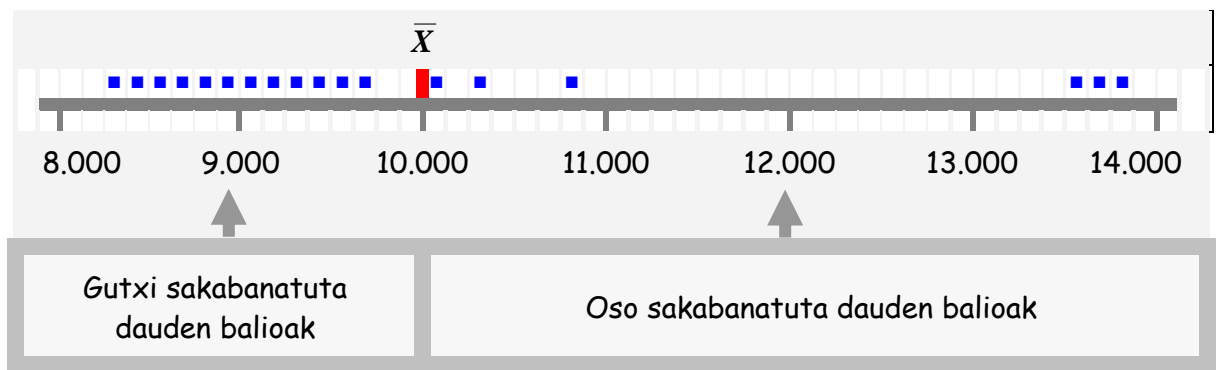 X̅
8.000 9.000 10.000 11.000 12.000 13.000 14.000
Gutxi sakabanatuta
dauden balioak
Oso sakabanatuta dauden balioak